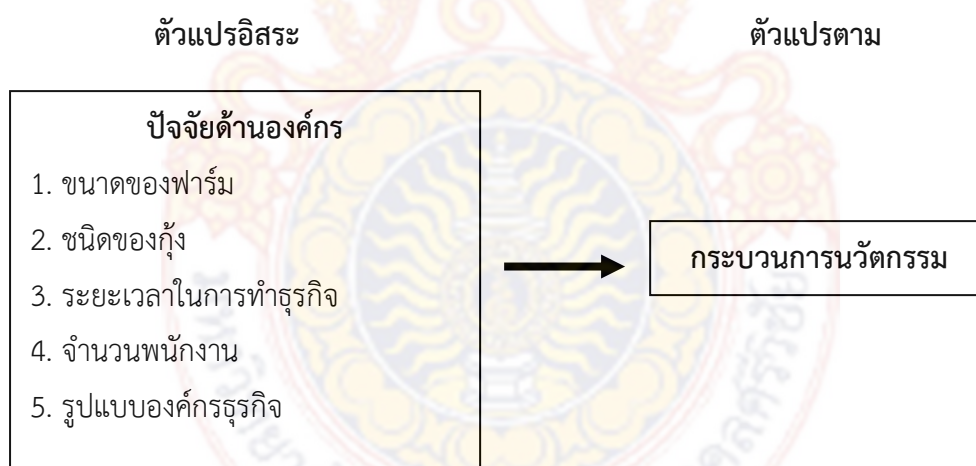 ตัวแปรอิสระ ตัวแปรตาม
ปัจจัยด้านองค์กร
1. ขนาดของฟาร์ม
2. ชนิดของกุ้ง
3. ระยะเวลาในการทำธุรกิจ
4. จำนวนพนักงาน
5. รูปแบบองค์กรธุรกิจ
กระบวนการนวัตกรรม